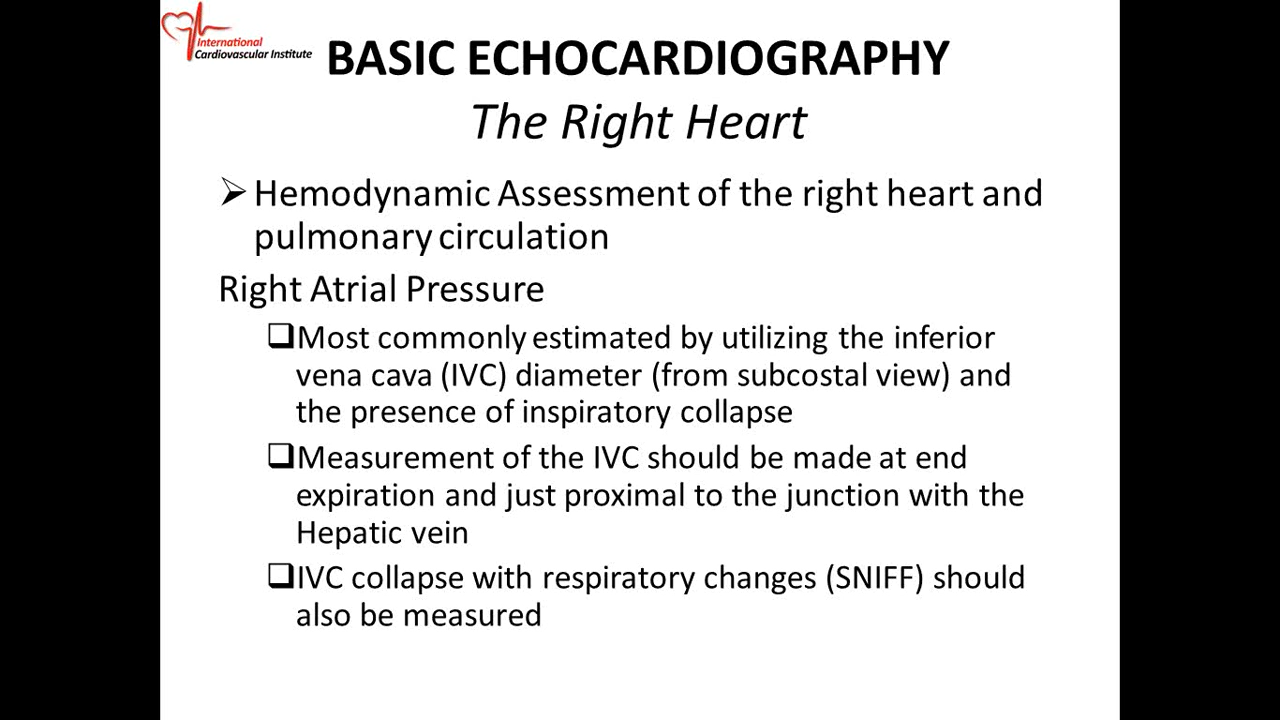 International
Cardiovascular Institute
BASIC ECHOCARDIOGRAPHY
The Right Heart
Hemodynamic Assessment of the right heart and
pulmonary circulation
Right Atrial Pressure
Most commonly estimated by utilizing the inferior
vena cava (IVC) diameter (from subcostal view) and
the presence of inspiratory collapse
Measurement of the IVC should be made at end
expiration and just proximal to the junction with the
Hepatic vein
IVC collapse with respiratory changes (SNIFF) should
also be measured